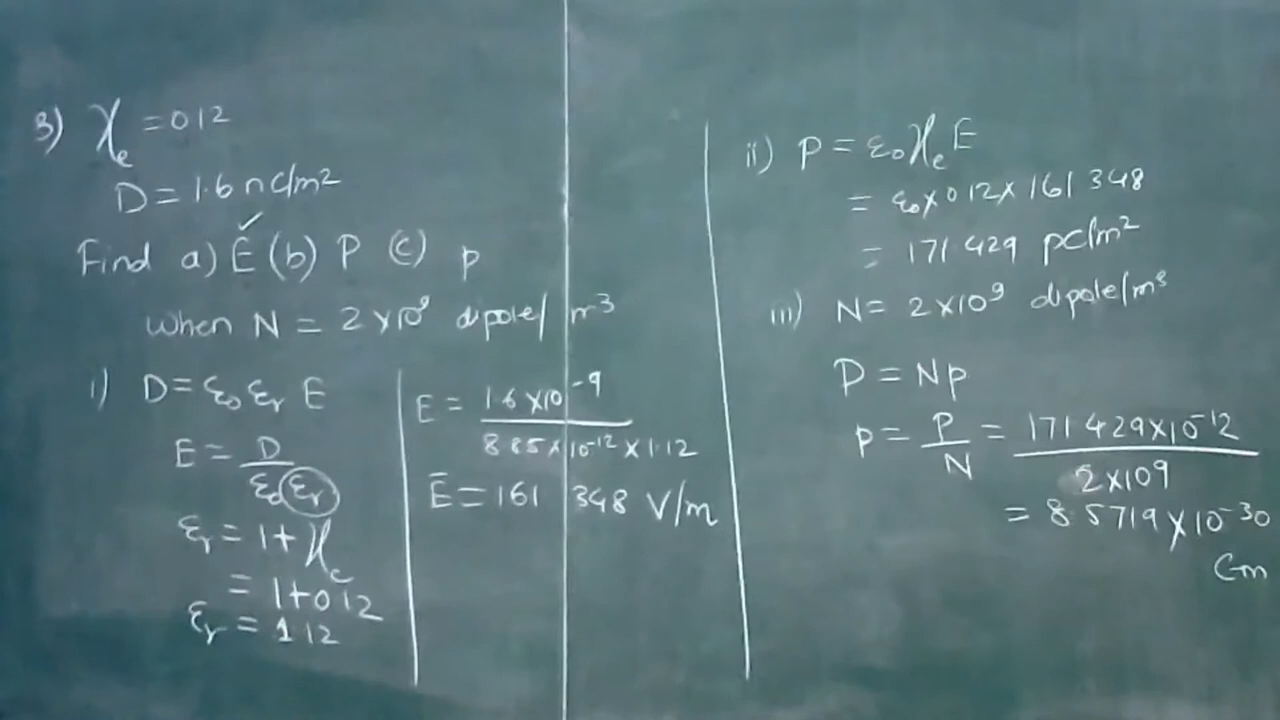 3) χe = 0.12
D = 1.6 nc/m²
Find a) E (b) P (c) p
when N = 2×10⁹ dipole/m³
i) D = ε₀ εr E
E = D / ε₀ εr
εr = 1 + χe
= 1+0.12
εr = 1.12
E = 1.6×10⁻⁹ / 8.85×10⁻¹² × 1.12
E̅ = 161.348 V/m
ii) P = ε₀ χe E
= ε₀ × 0.12 × 161.348
= 171.429 pc/m²
iii) N = 2×10⁹ dipole/m³
P = Np
p = P / N = 171.429×10⁻¹² / 2×109
= 8.5719×10⁻³⁰
Cm